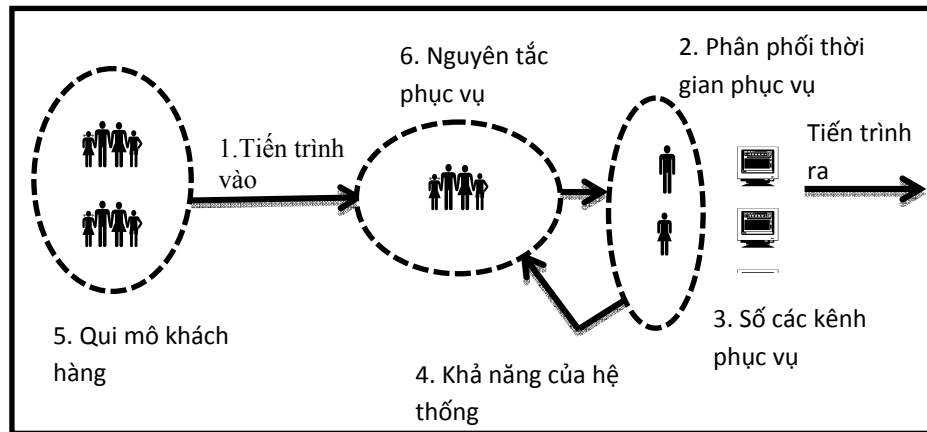 6. Nguyên tắc
phục vụ
2. Phân phối thời
gian phục vụ
1.Tiến trình
vào
Tiến trình
ra
5. Qui mô khách
hàng
4. Khả năng của hệ
thống
3. Số các kênh
phục vụ